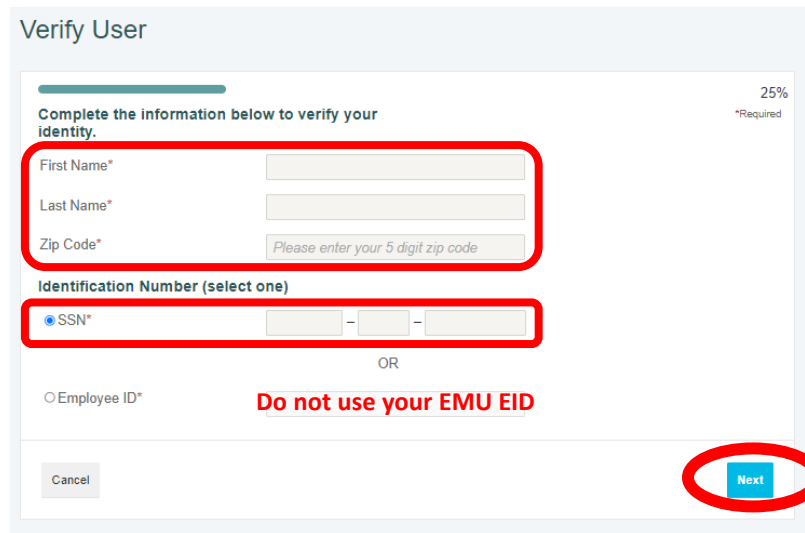 Verify User
25%
Complete the information below to verify your
identity.
*Required
First Name*
Last Name*
Zip Code*
Please enter your 5 digit zip code
Identification Number (select one)
SSN*
–
–
OR
Employee ID*
Do not use your EMU EID
Cancel
Next